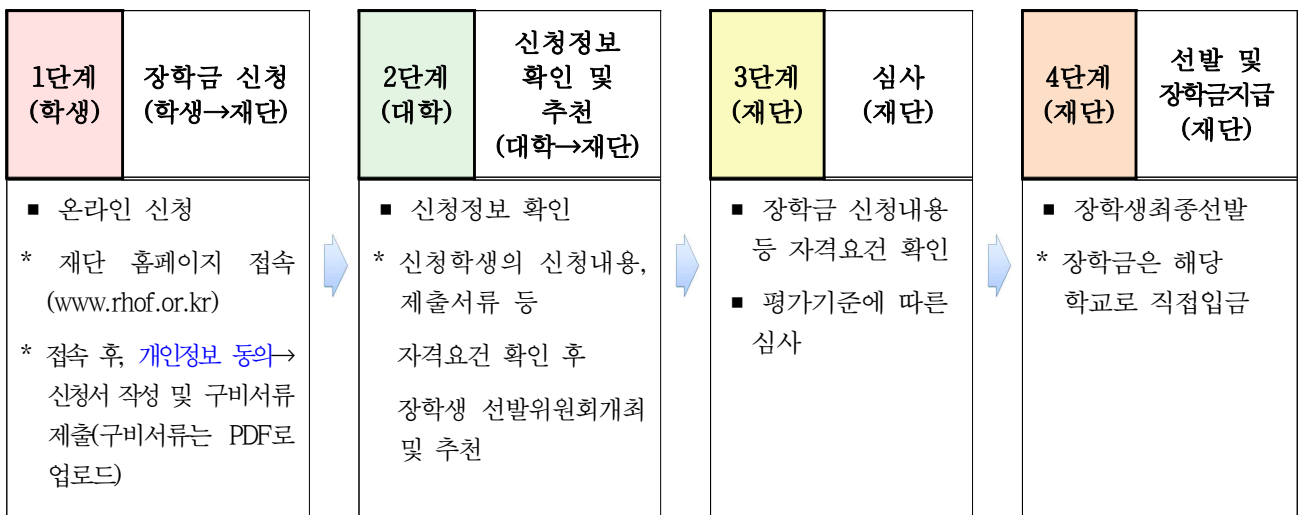 1단계
(학생)
장학금 신청
(학생→재단)
■ 온라인 신청
* 재단 홈페이지 접속
(www.rhof.or.kr)
* 접속 후, 개인정보 동의→
신청서 작성 및 구비서류
제출(구비서류는 PDF로
업로드)
2단계
(대학)
신청정보
확인 및
추천
(대학→재단)
■ 신청정보 확인
* 신청학생의 신청내용,
제출서류 등
자격요건 확인 후
장학생 선발위원회개최
및 추천
3단계
(재단)
심사
(재단)
■ 장학금 신청내용
등 자격요건 확인
■ 평가기준에 따른
심사
4단계
(재단)
선발 및
장학금지급
(재단)
■ 장학생최종선발
* 장학금은 해당
학교로 직접입금